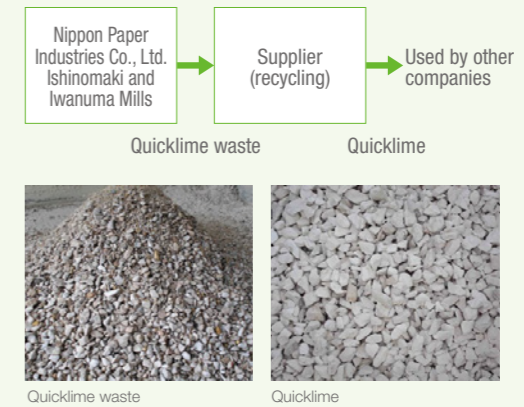 Nippon Paper
Industries Co., Ltd.
Ishinomaki and
Iwanuma Mills
Supplier
(recycling)
Used by other
companies
Quicklime waste
Quicklime
Quicklime waste
Quicklime